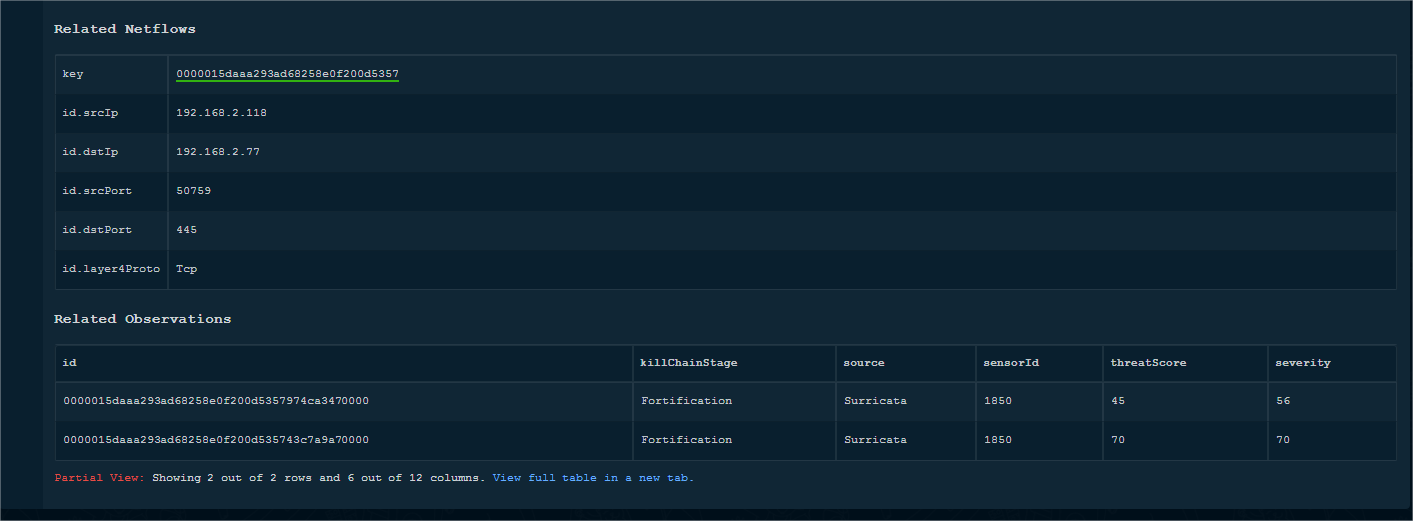 Related Netflows
key 0000015daaa293ad68258e0f200d5357
id.srcIp 192.168.2.118
id.dstIp 192.168.2.77
id.srcPort 50759
id.dstPort 445
id.layer4Proto Tcp
Related Observations
id killChainStage source sensorId threatScore severity
0000015daaa293ad68258e0f200d5357974ca3470000 Fortification Surricata 1850 45 56
0000015daaa293ad68258e0f200d535743c7a9a70000 Fortification Surricata 1850 70 70
Partial View: Showing 2 out of 2 rows and 6 out of 12 columns. View full table in a new tab.